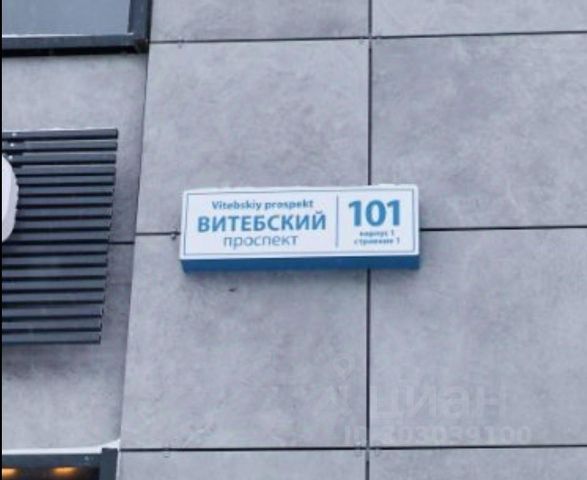 Vitebskiy prospekt
ВИТЕБСКИЙ
проспект
101
корпус 1
строение 1
циан